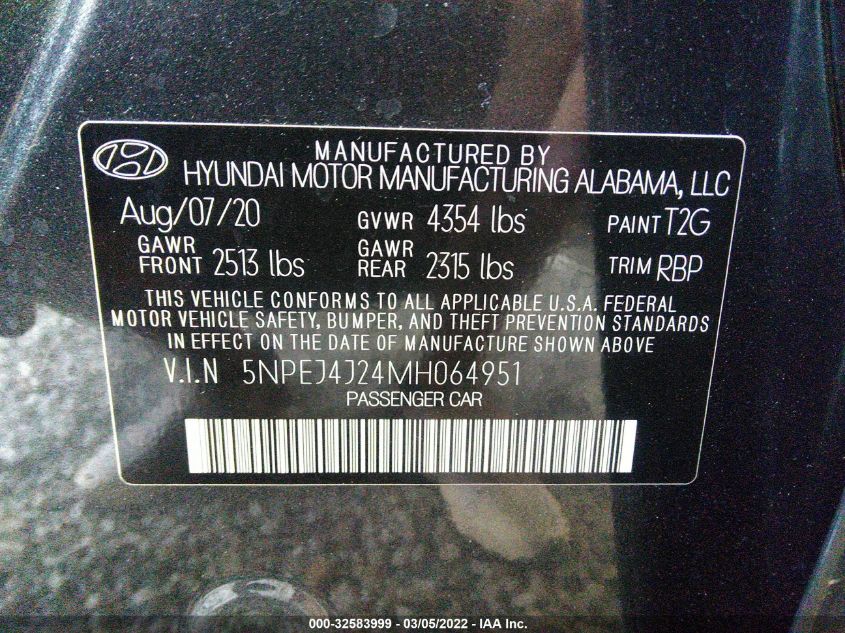 MANUFACTURED BY
HYUNDAI MOTOR MANUFACTURING ALABAMA, LLC
Aug/07/20 GVWR 4354 lbs PAINT T2G
GAWR FRONT 2513 lbs GAWR REAR 2315 lbs TRIM RBP
THIS VEHICLE CONFORMS TO ALL APPLICABLE U.S.A. FEDERAL
MOTOR VEHICLE SAFETY, BUMPER, AND THEFT PREVENTION STANDARDS
IN EFFECT ON THE DATE OF MANUFACTURE SHOWN ABOVE
V.I.N 5NPEJ4J24MH064951
PASSENGER CAR
000-32583999 - 03/05/2022 - IAA Inc.